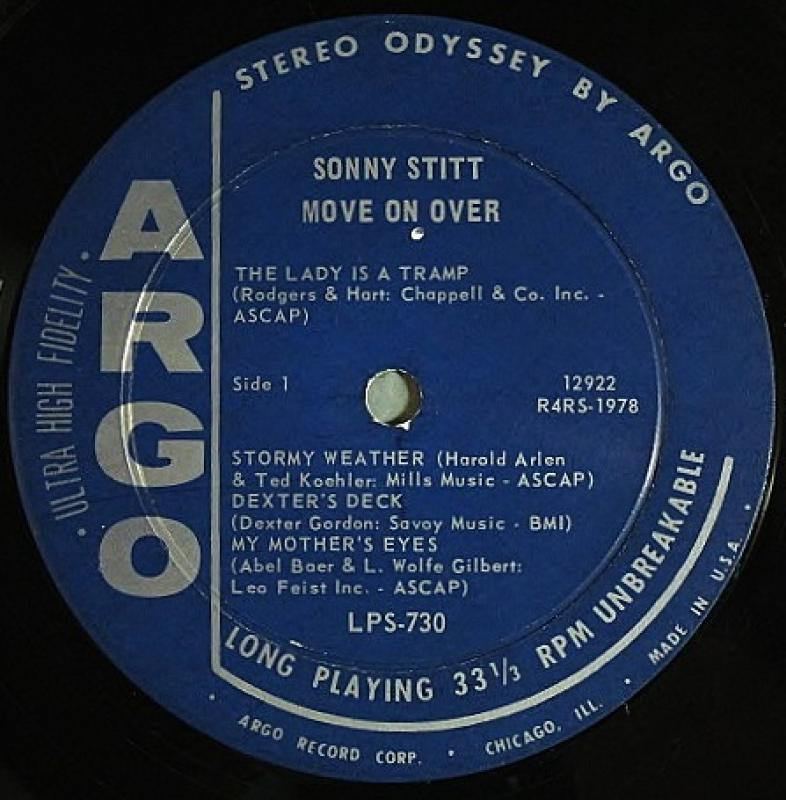 STEREO ODYSSEY BY ARGO
SONNY STITT
MOVE ON OVER
ARGO
· ULTRA HIGH FIDELITY ·
THE LADY IS A TRAMP
(Rodgers & Hart: Chappell & Co. Inc. -
ASCAP)
Side 1
12922
R4RS-1978
STORMY WEATHER (Harold Arlen
& Ted Koehler: Mills Music - ASCAP)
DEXTER'S DECK
(Dexter Gordon: Savoy Music - BMI)
MY MOTHER'S EYES
(Abel Baer & L. Wolfe Gilbert:
Leo Feist Inc. - ASCAP)
LPS-730
LONG PLAYING 33 1/3 RPM UNBREAKABLE
· ARGO RECORD CORP. · CHICAGO, ILL. · MADE IN U.S.A. ·